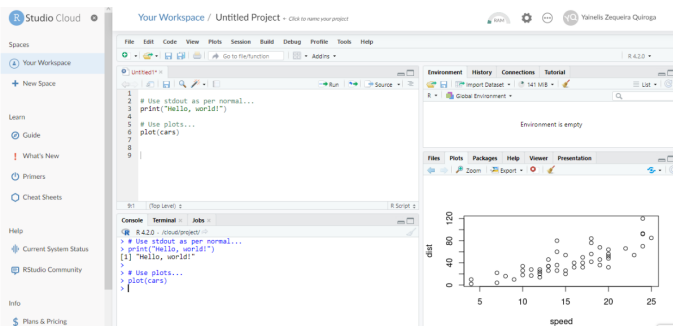 R Studio Cloud
Your Workspace / Untitled Project - Click to name your project
RAM
YQ Yainelis Zequeira Quiroga
Spaces
Your Workspace
+ New Space
Learn
Guide
! What's New
Primers
Cheat Sheets
Help
Current System Status
RStudio Community
Info
$ Plans & Pricing
File Edit Code View Plots Session Build Debug Profile Tools Help
Go to file/function Addins
R 4.2.0
Untitled1*
Run Source
1
2 # Use stdout as per normal...
3 print("Hello, world!")
4
5 # Use plots...
6 plot(cars)
7
8
9
9:1 (Top Level) R Script
Console Terminal Jobs
R 4.2.0 · /cloud/project/
> # Use stdout as per normal...
> print("Hello, world!")
[1] "Hello, world!"
>
> # Use plots...
> plot(cars)
>
Environment History Connections Tutorial
Import Dataset 141 MiB List
R Global Environment
Environment is empty
Files Plots Packages Help Viewer Presentation
Zoom Export
dist
0 40 80 120
5 10 15 20 25
speed